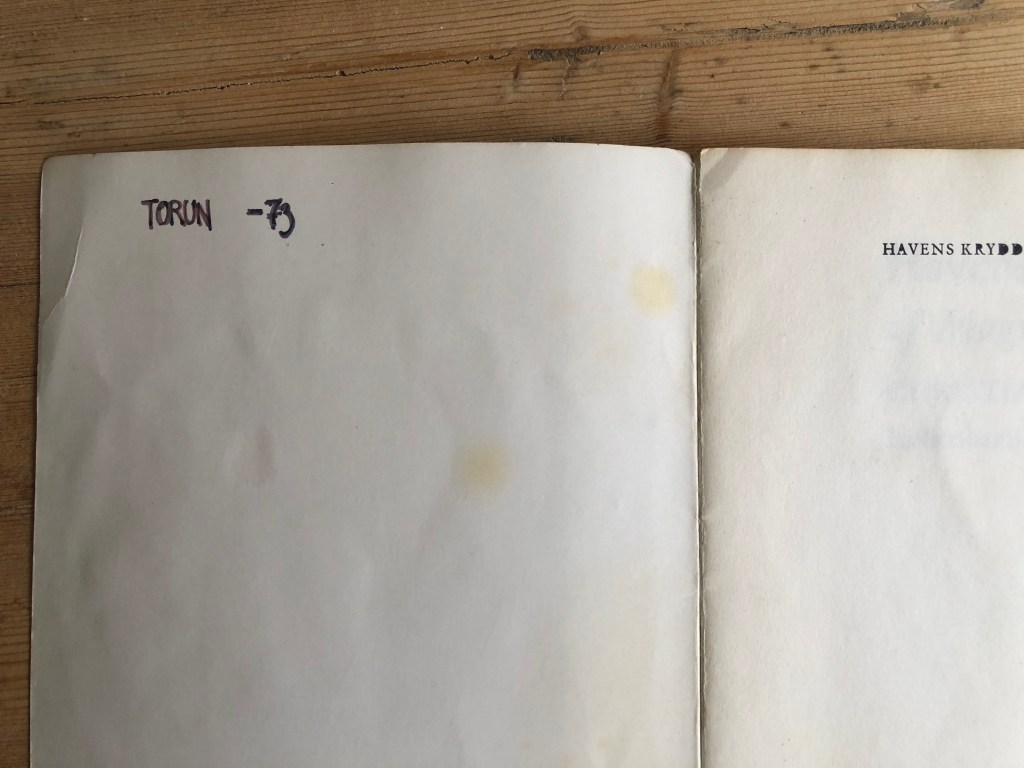 TORUN -73
HAVENS KRYDD